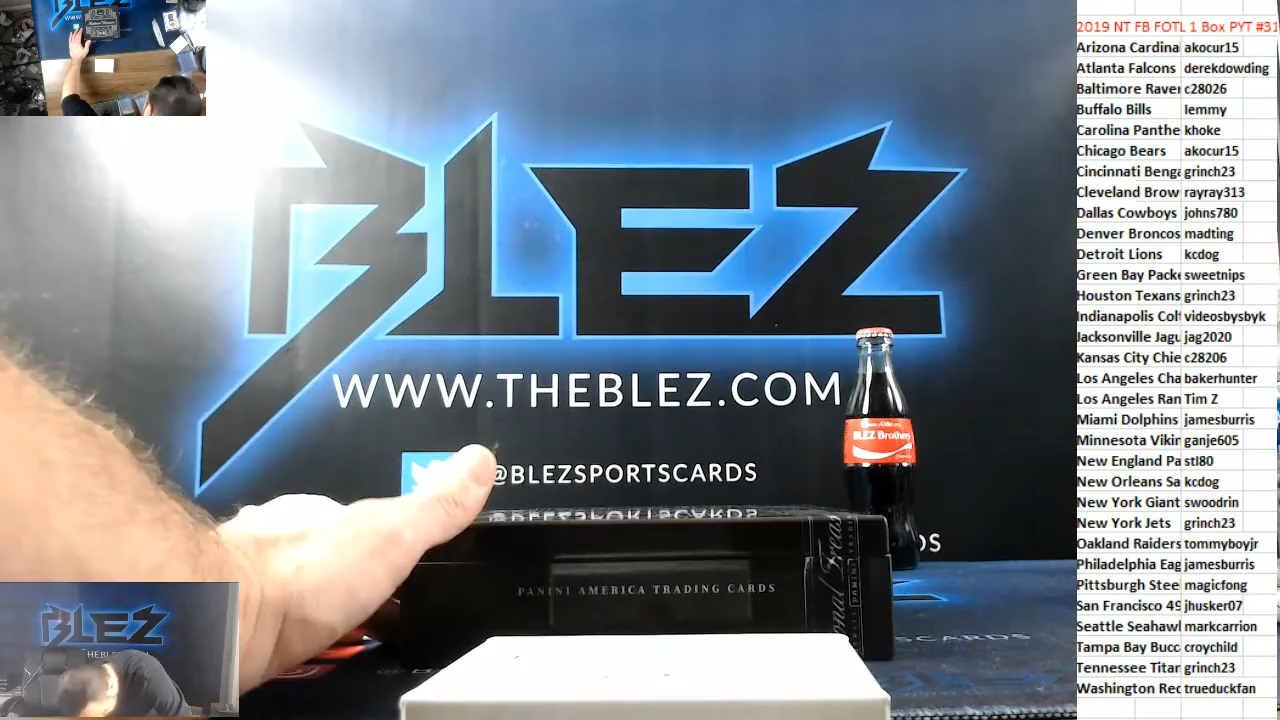 BLEZ
WWW.THEBLEZ.COM
@BLEZSPORTSCARDS
BLEZ Brothers
PANINI AMERICA TRADING CARDS
PANINI
BLEZ
2019 NT FB FOTL 1 Box PYT #31
Arizona Cardina akocur15
Atlanta Falcons derekdowding
Baltimore Raver c28026
Buffalo Bills lemmy
Carolina Panthe khoke
Chicago Bears akocur15
Cincinnati Benga grinch23
Cleveland Brow rayray313
Dallas Cowboys johns780
Denver Broncos madting
Detroit Lions kcdog
Green Bay Packe sweetnips
Houston Texans grinch23
Indianapolis Colt videosbysbyk
Jacksonville Jagu jag2020
Kansas City Chie c28206
Los Angeles Cha bakerhunter
Los Angeles Ran Tim Z
Miami Dolphins jamesburris
Minnesota Vikin ganje605
New England Pa stl80
New Orleans Sa kcdog
New York Giant swoodrin
New York Jets grinch23
Oakland Raiders tommyboyjr
Philadelphia Eag jamesburris
Pittsburgh Stee magicfong
San Francisco 49 jhusker07
Seattle Seahawl markcarrion
Tampa Bay Bucc croychild
Tennessee Titan grinch23
Washington Rec trueduckfan